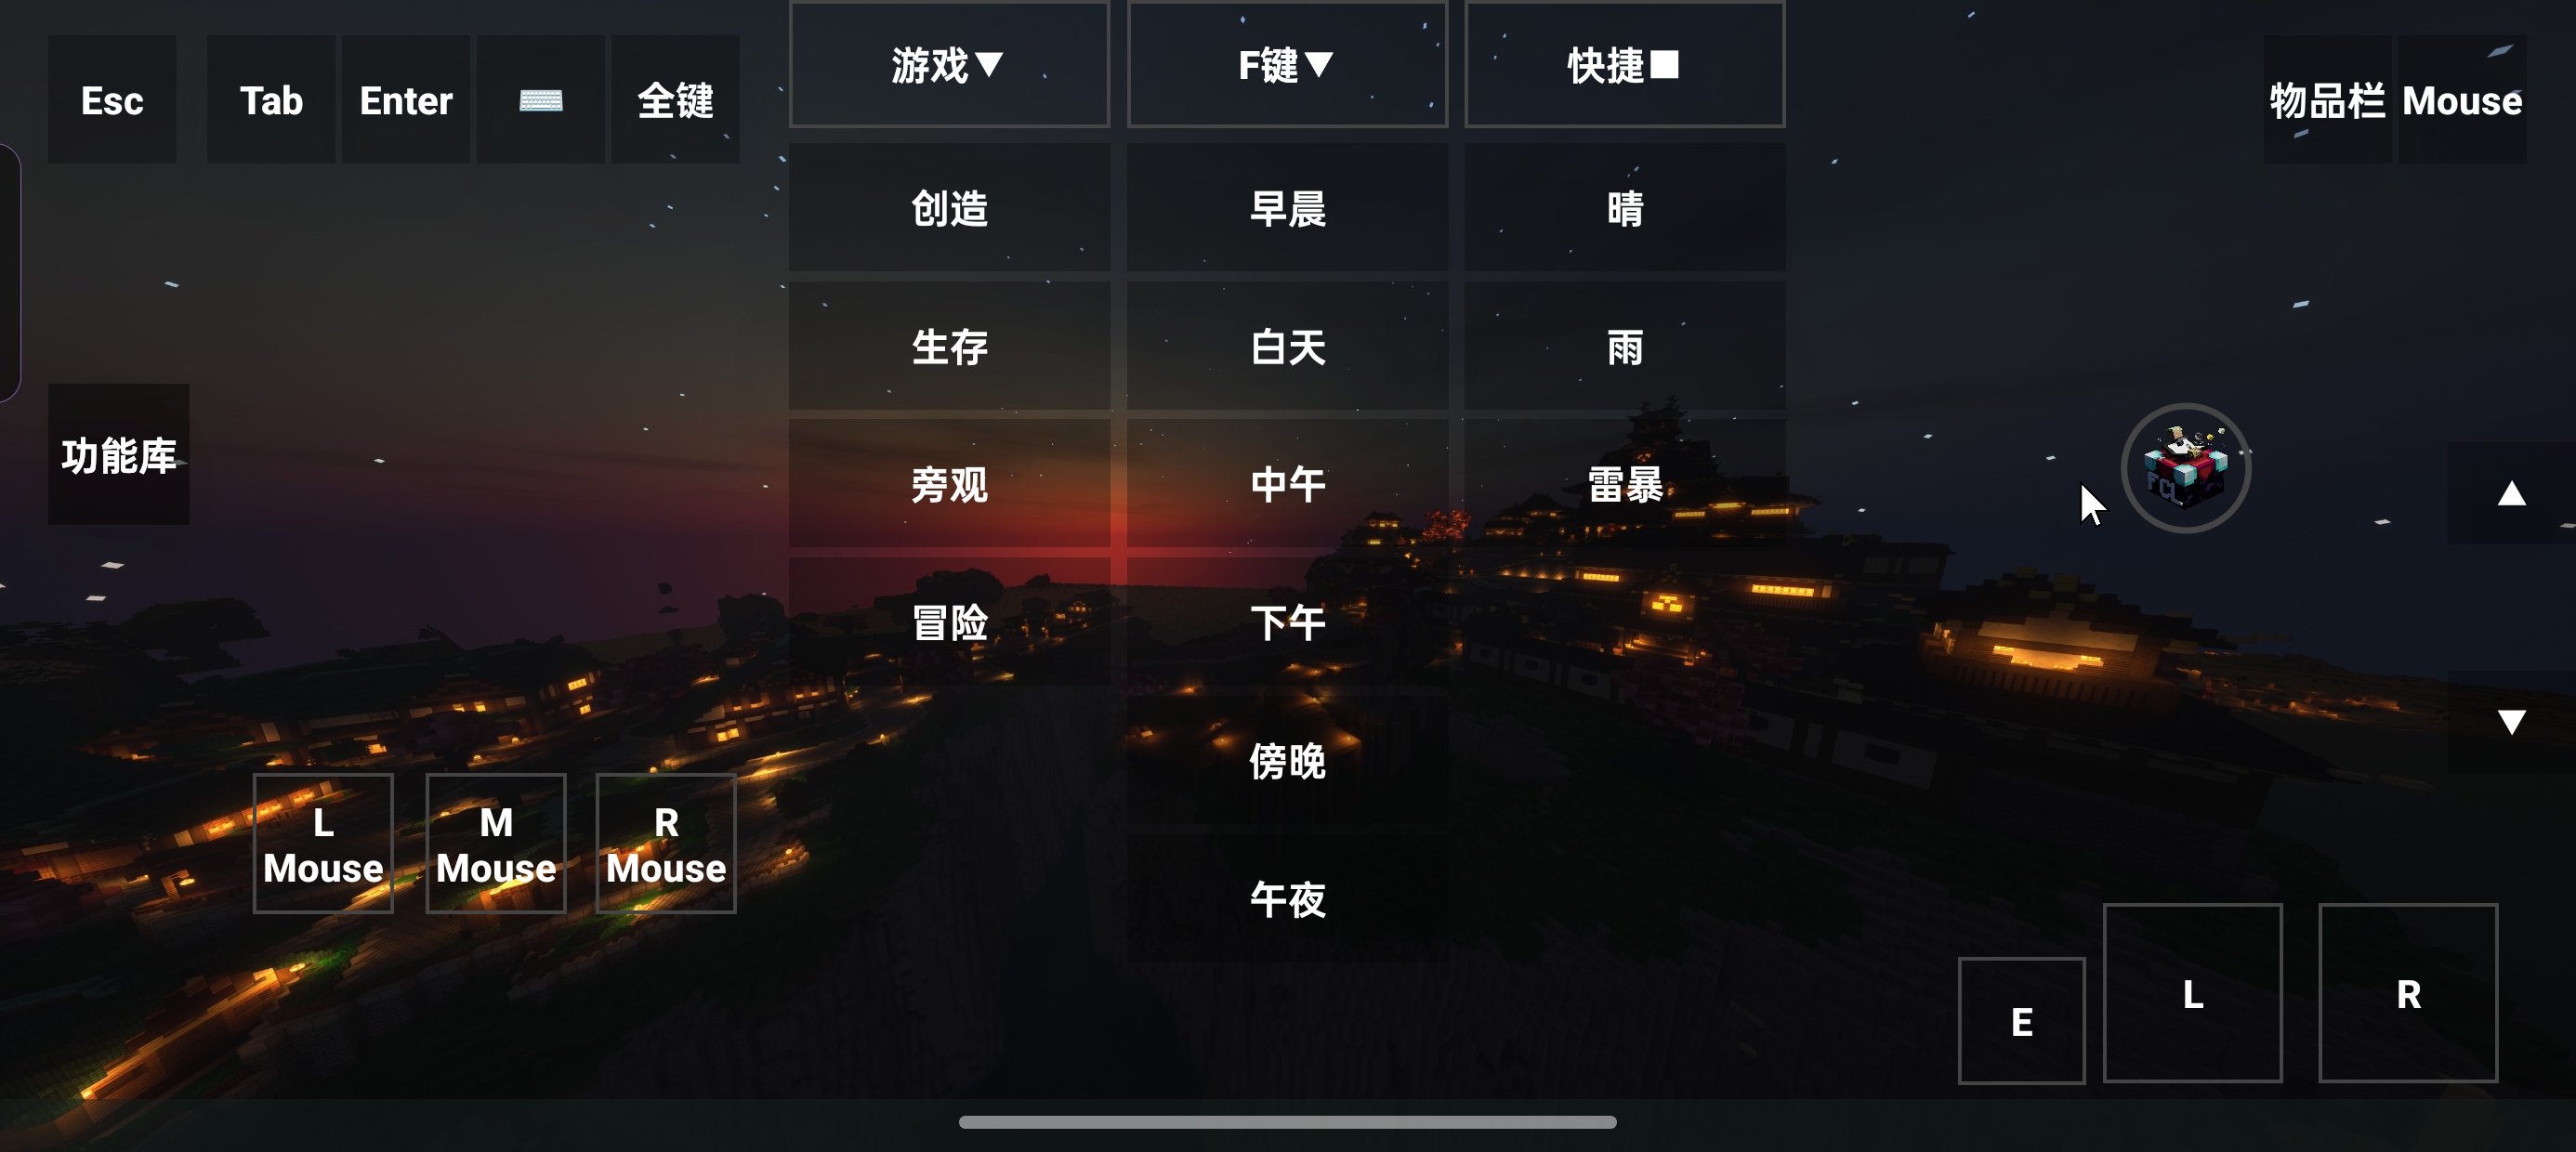 Esc
Tab
Enter
全键
游戏▼
F键▼
快捷■
物品栏
Mouse
创造
早晨
晴
生存
白天
雨
功能库
旁观
中午
雷暴
FCL
▲
冒险
下午
▼
傍晚
L
Mouse
M
Mouse
R
Mouse
午夜
E
L
R